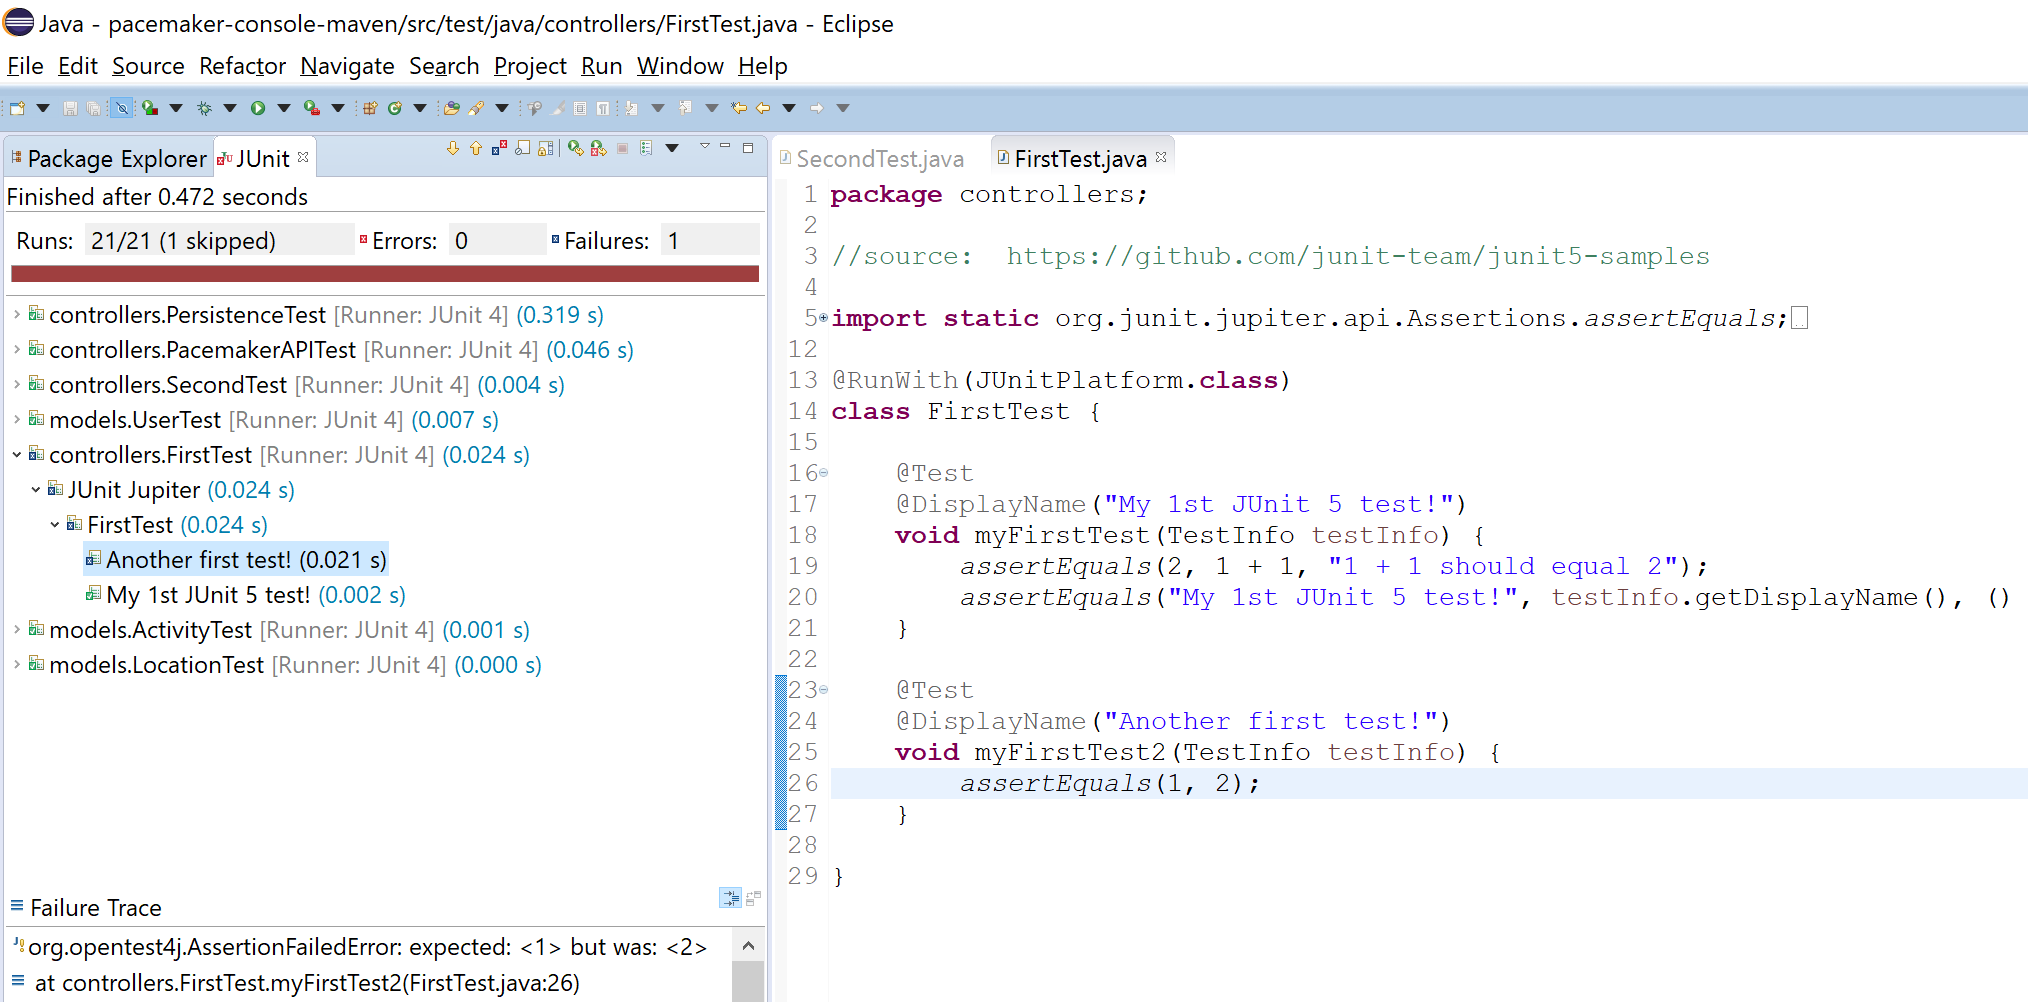 Java - pacemaker-console-maven/src/test/java/controllers/FirstTest.java - Eclipse
File Edit Source Refactor Navigate Search Project Run Window Help
Package Explorer JUnit
Finished after 0.472 seconds
Runs: 21/21 (1 skipped) Errors: 0 Failures: 1
controllers.PersistenceTest [Runner: JUnit 4] (0.319 s)
controllers.PacemakerAPITest [Runner: JUnit 4] (0.046 s)
controllers.SecondTest [Runner: JUnit 4] (0.004 s)
models.UserTest [Runner: JUnit 4] (0.007 s)
controllers.FirstTest [Runner: JUnit 4] (0.024 s)
JUnit Jupiter (0.024 s)
FirstTest (0.024 s)
Another first test! (0.021 s)
My 1st JUnit 5 test! (0.002 s)
models.ActivityTest [Runner: JUnit 4] (0.001 s)
models.LocationTest [Runner: JUnit 4] (0.000 s)
Failure Trace
org.opentest4j.AssertionFailedError: expected: <1> but was: <2>
at controllers.FirstTest.myFirstTest2(FirstTest.java:26)
SecondTest.java FirstTest.java
1 package controllers;
2
3 //source:  https://github.com/junit-team/junit5-samples
4
5 import static org.junit.jupiter.api.Assertions.assertEquals;
12
13 @RunWith(JUnitPlatform.class)
14 class FirstTest {
15
16     @Test
17     @DisplayName("My 1st JUnit 5 test!")
18     void myFirstTest(TestInfo testInfo) {
19         assertEquals(2, 1 + 1, "1 + 1 should equal 2");
20         assertEquals("My 1st JUnit 5 test!", testInfo.getDisplayName(), ()
21     }
22
23     @Test
24     @DisplayName("Another first test!")
25     void myFirstTest2(TestInfo testInfo) {
26         assertEquals(1, 2);
27     }
28
29 }